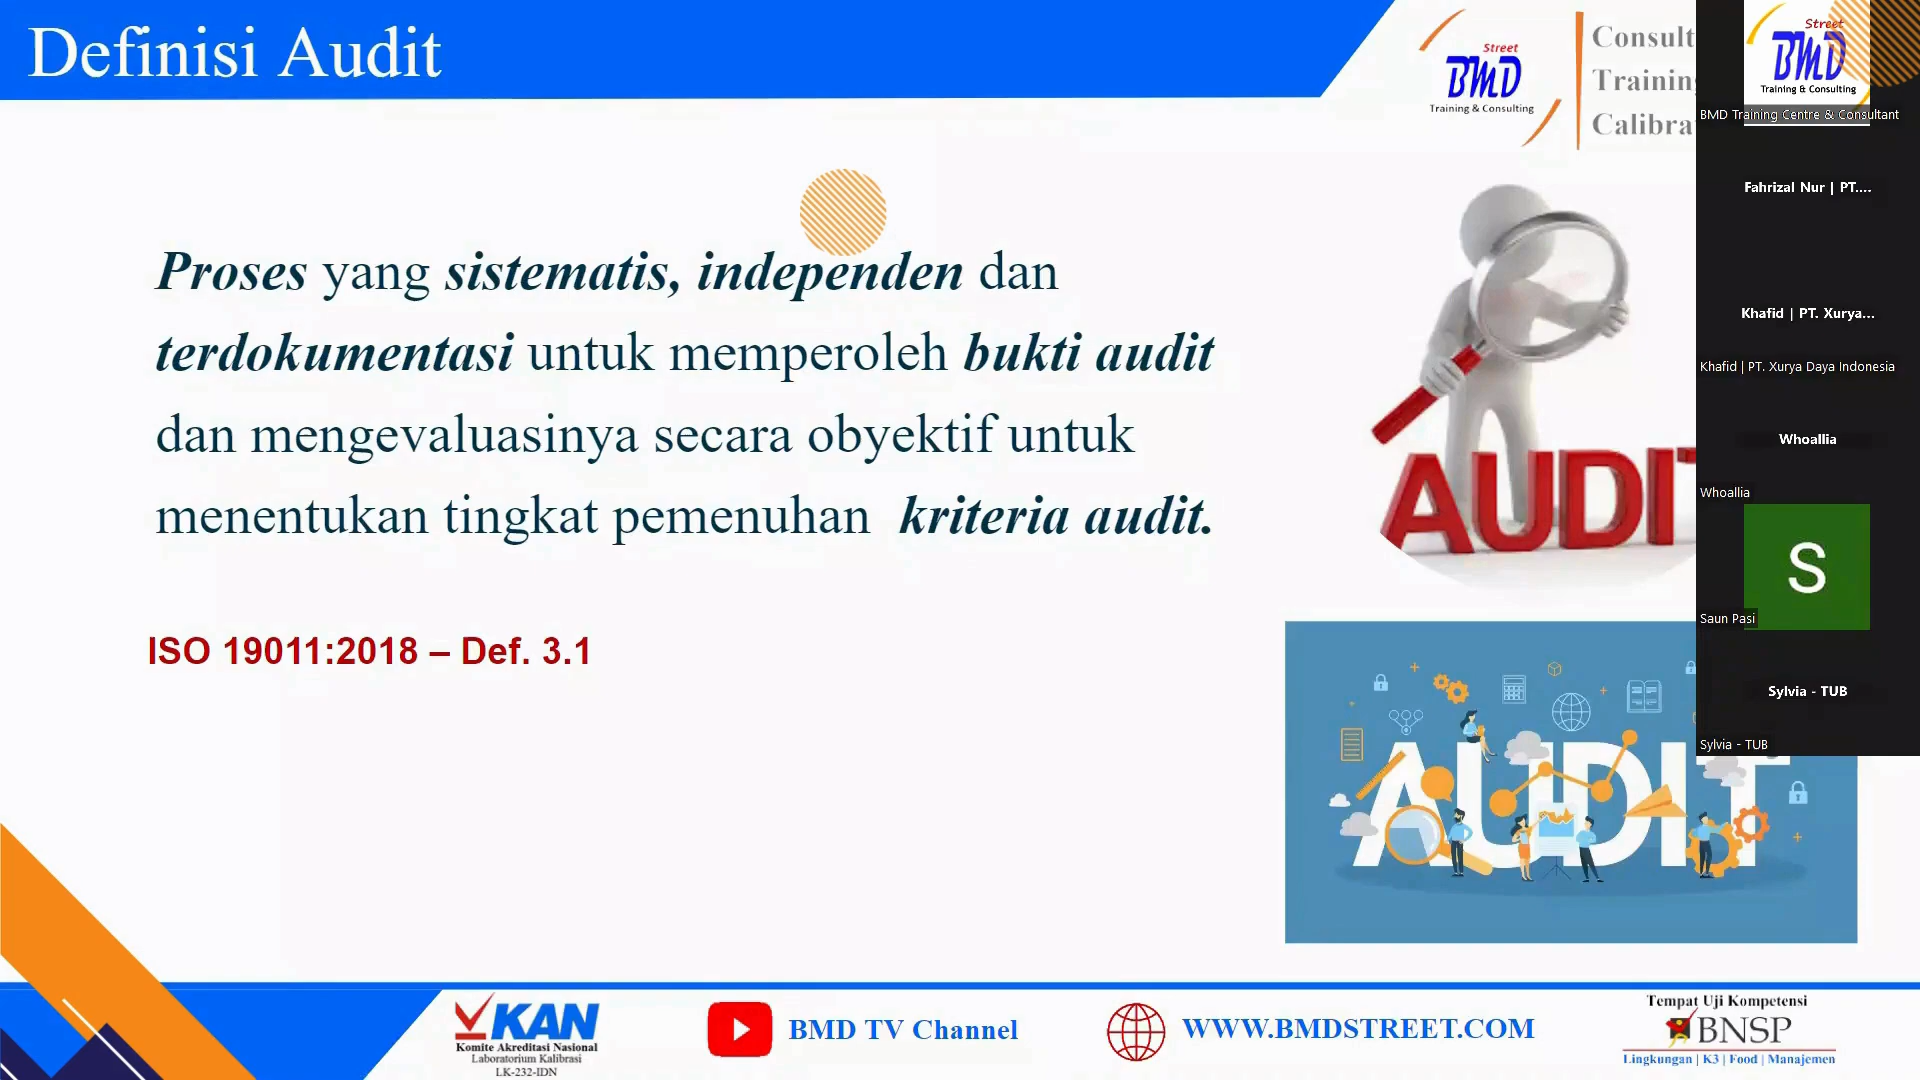 Definisi Audit
Street
BMD
Training & Consulting
Consult
Training
Calibra
Proses yang sistematis, independen dan
terdokumentasi untuk memperoleh bukti audit
dan mengevaluasinya secara obyektif untuk
menentukan tingkat pemenuhan kriteria audit.
ISO 19011:2018 – Def. 3.1
AUDIT
AUDIT
Street
BMD
Training & Consulting
BMD Training Centre & Consultant
Fahrizal Nur | PT....
Khafid | PT. Xurya...
Khafid | PT. Xurya Daya Indonesia
Whoallia
Whoallia
S
Saun Pasi
Sylvia - TUB
Sylvia - TUB
KAN
Komite Akreditasi Nasional
Laboratorium Kalibrasi
LK-232-IDN
BMD TV Channel
WWW.BMDSTREET.COM
Tempat Uji Kompetensi
BNSP
Lingkungan | K3 | Food | Manajemen